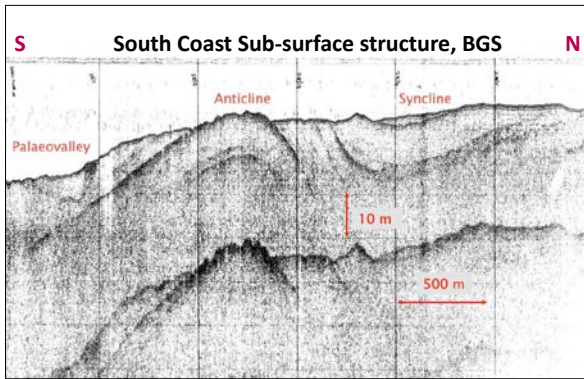 S South Coast Sub-surface structure, BGS N
Anticline Syncline
Palaeovalley
10 m
500 m